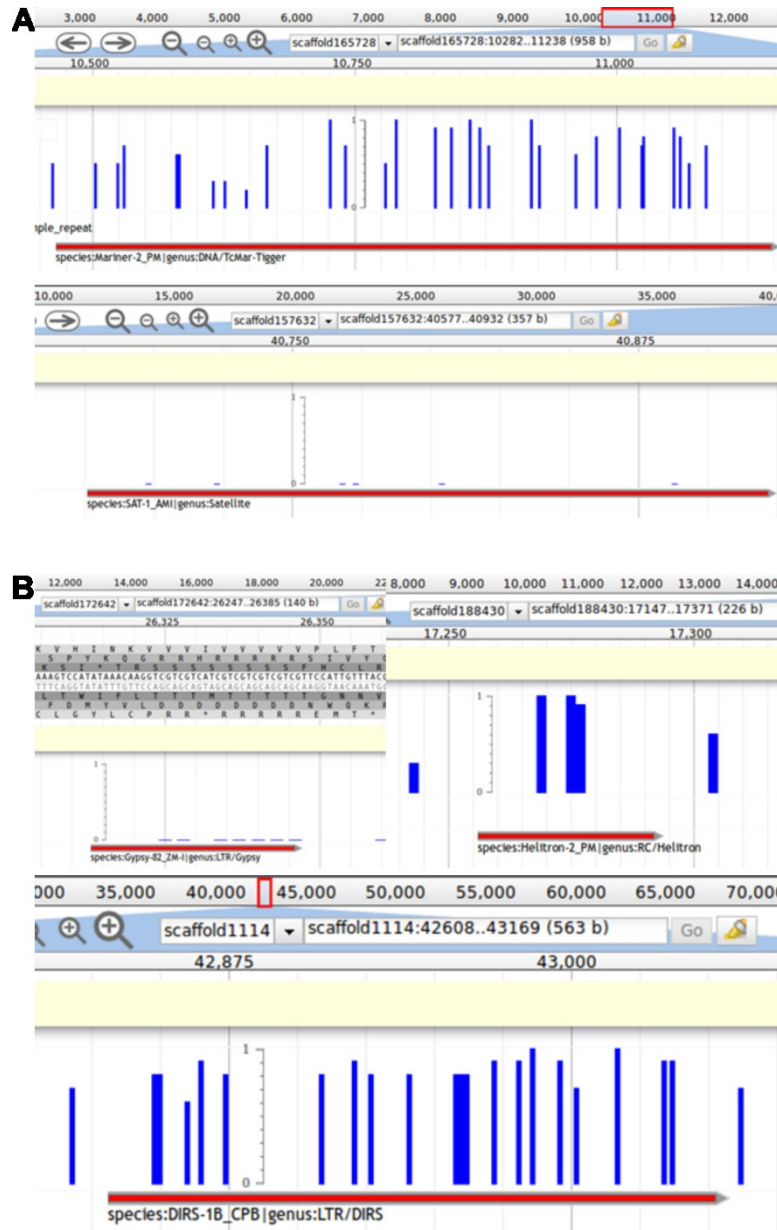 A
3,000 4,000 5,000 6,000 7,000 8,000 9,000 10,000 11,000 12,000
scaffold165728 scaffold165728:10282..11238 (958 b) Go
10,500 10,750 11,000
1
0
nple_repeat
species:Mariner-2_PM|genus:DNA/TcMar-Tigger
10,000 15,000 20,000 25,000 30,000 35,000 40,
scaffold157632 scaffold157632:40577..40932 (357 b) Go
40,750 40,875
1
0
species:SAT-1_AMI|genus:Satellite
B
12,000 14,000 16,000 18,000 20,000 22
scaffold172642 scaffold172642:26247..26385 (140 b) Go
26,325 26,350
K V H I N K V V V I V V V V V P L F T
S P Y K Q G R R H R R R R R S I V Y
K S I * T R S S S S S S S F H C L R
AAAGTCCATATAAACAAGGTCGTCGTCATCGTCGTCGTCGTCGTTCCATTGTTTAC
L T W I F L T T T M T T T T T G N N V
F D M Y V L D D D D D D D N W Q K
C L G Y L C P R R * R R R R R E M T *
1
0
species:Gypsy-82_ZM-I|genus:LTR/Gypsy
8,000 9,000 10,000 11,000 12,000 13,000 14,000
scaffold188430 scaffold188430:17147..17371 (226 b)
17,250 17,300
1
0
species:Helitron-2_PM|genus:RC/Helitron
000 35,000 40,000 45,000 50,000 55,000 60,000 65,000 70,000
scaffold1114 scaffold1114:42608..43169 (563 b) Go
42,875 43,000
1
0
species:DIRS-1B_CPB|genus:LTR/DIRS